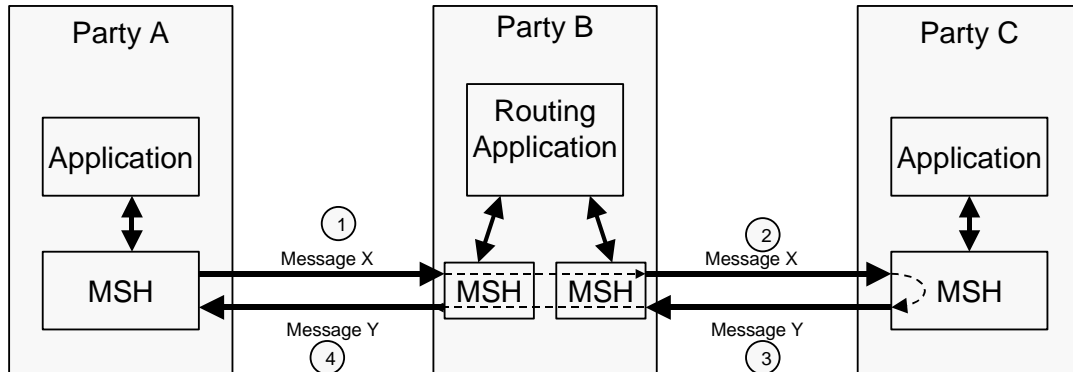 Party A
Party B
Party C
Routing
Application
Application
Application
1
Message X
2
Message X
MSH
MSH
MSH
MSH
Message Y
4
Message Y
3